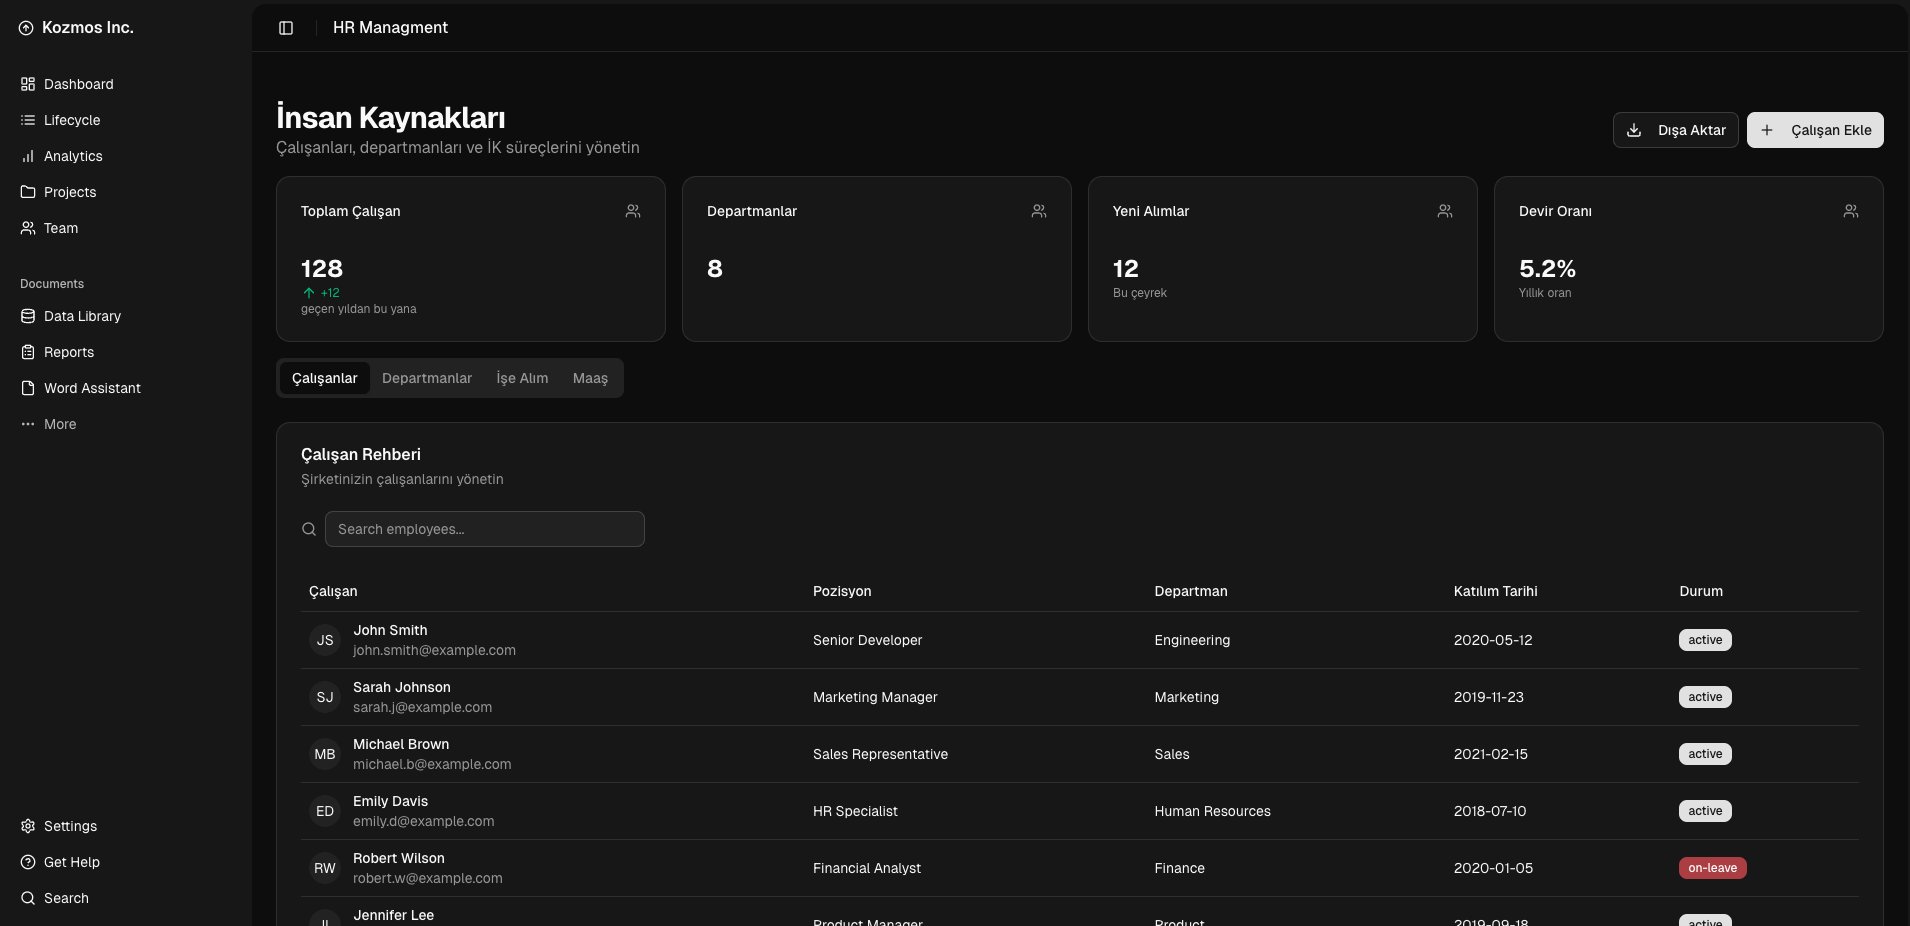 Kozmos Inc.
HR Managment
Dashboard
Lifecycle
Analytics
Projects
Team
Documents
Data Library
Reports
Word Assistant
More
Settings
Get Help
Search
İnsan Kaynakları
Çalışanları, departmanları ve İK süreçlerini yönetin
Dışa Aktar
Çalışan Ekle
Toplam Çalışan
128
+12
geçen yıldan bu yana
Departmanlar
8
Yeni Alımlar
12
Bu çeyrek
Devir Oranı
5.2%
Yıllık oran
Çalışanlar Departmanlar İşe Alım Maaş
Çalışan Rehberi
Şirketinizin çalışanlarını yönetin
Search employees...
Çalışan Pozisyon Departman Katılım Tarihi Durum
JS John Smith
john.smith@example.com
Senior Developer Engineering 2020-05-12 active
SJ Sarah Johnson
sarah.j@example.com
Marketing Manager Marketing 2019-11-23 active
MB Michael Brown
michael.b@example.com
Sales Representative Sales 2021-02-15 active
ED Emily Davis
emily.d@example.com
HR Specialist Human Resources 2018-07-10 active
RW Robert Wilson
robert.w@example.com
Financial Analyst Finance 2020-01-05 on-leave
JL Jennifer Lee
Product Manager Product 2019-09-18 active